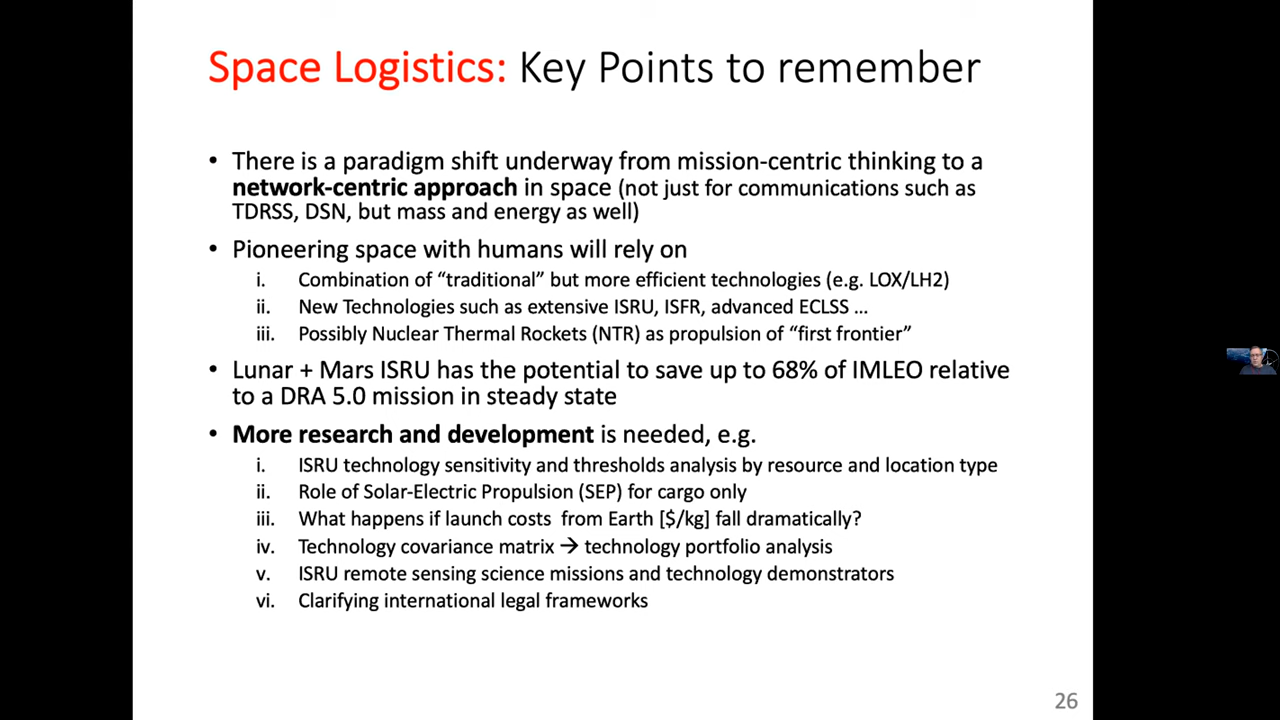 Space Logistics: Key Points to remember
• There is a paradigm shift underway from mission-centric thinking to a
network-centric approach in space (not just for communications such as
TDRSS, DSN, but mass and energy as well)
• Pioneering space with humans will rely on
i. Combination of “traditional” but more efficient technologies (e.g. LOX/LH2)
ii. New Technologies such as extensive ISRU, ISFR, advanced ECLSS ...
iii. Possibly Nuclear Thermal Rockets (NTR) as propulsion of “first frontier”
• Lunar + Mars ISRU has the potential to save up to 68% of IMLEO relative
to a DRA 5.0 mission in steady state
• More research and development is needed, e.g.
i. ISRU technology sensitivity and thresholds analysis by resource and location type
ii. Role of Solar-Electric Propulsion (SEP) for cargo only
iii. What happens if launch costs from Earth [$/kg] fall dramatically?
iv. Technology covariance matrix → technology portfolio analysis
v. ISRU remote sensing science missions and technology demonstrators
vi. Clarifying international legal frameworks
26